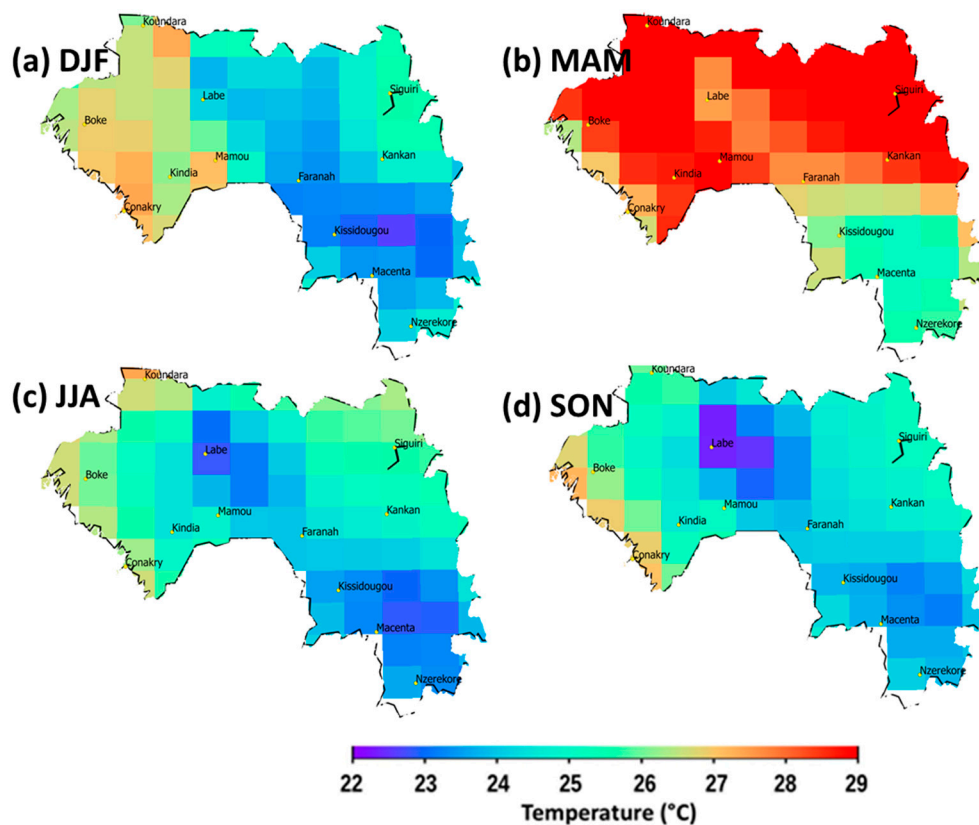 (a) DJF
Koundara
Labe
Siguiri
Boke
Mamou
Kankan
Kindia
Faranah
Conakry
Kissidougou
Macenta
Nzerekore
(b) MAM
Koundara
Labe
Siguiri
Boke
Mamou
Kankan
Kindia
Faranah
Conakry
Kissidougou
Macenta
Nzerekore
(c) JJA
Koundara
Labe
Siguiri
Boke
Mamou
Kankan
Kindia
Faranah
Conakry
Kissidougou
Macenta
Nzerekore
(d) SON
Koundara
Labe
Siguiri
Boke
Mamou
Kankan
Kindia
Faranah
Conakry
Kissidougou
Macenta
Nzerekore
22 23 24 25 26 27 28 29
Temperature (°C)